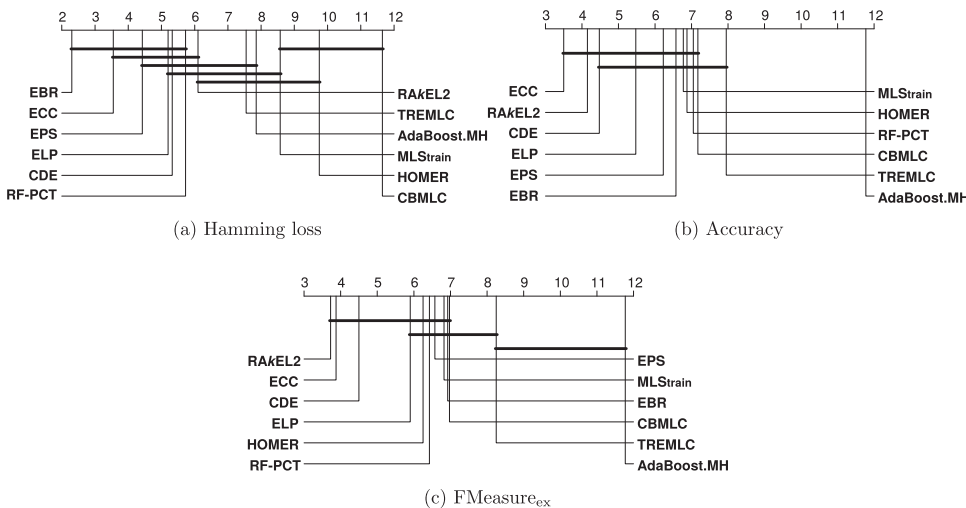 2 3 4 5 6 7 8 9 10 11 12
EBR
ECC
EPS
ELP
CDE
RF-PCT
RAkEL2
TREMLC
AdaBoost.MH
MLStrain
HOMER
CBMLC
(a) Hamming loss
3 4 5 6 7 8 9 10 11 12
ECC
RAkEL2
CDE
ELP
EPS
EBR
MLStrain
HOMER
RF-PCT
CBMLC
TREMLC
AdaBoost.MH
(b) Accuracy
3 4 5 6 7 8 9 10 11 12
RAkEL2
ECC
CDE
ELP
HOMER
RF-PCT
EPS
MLStrain
EBR
CBMLC
TREMLC
AdaBoost.MH
(c) FMeasureex